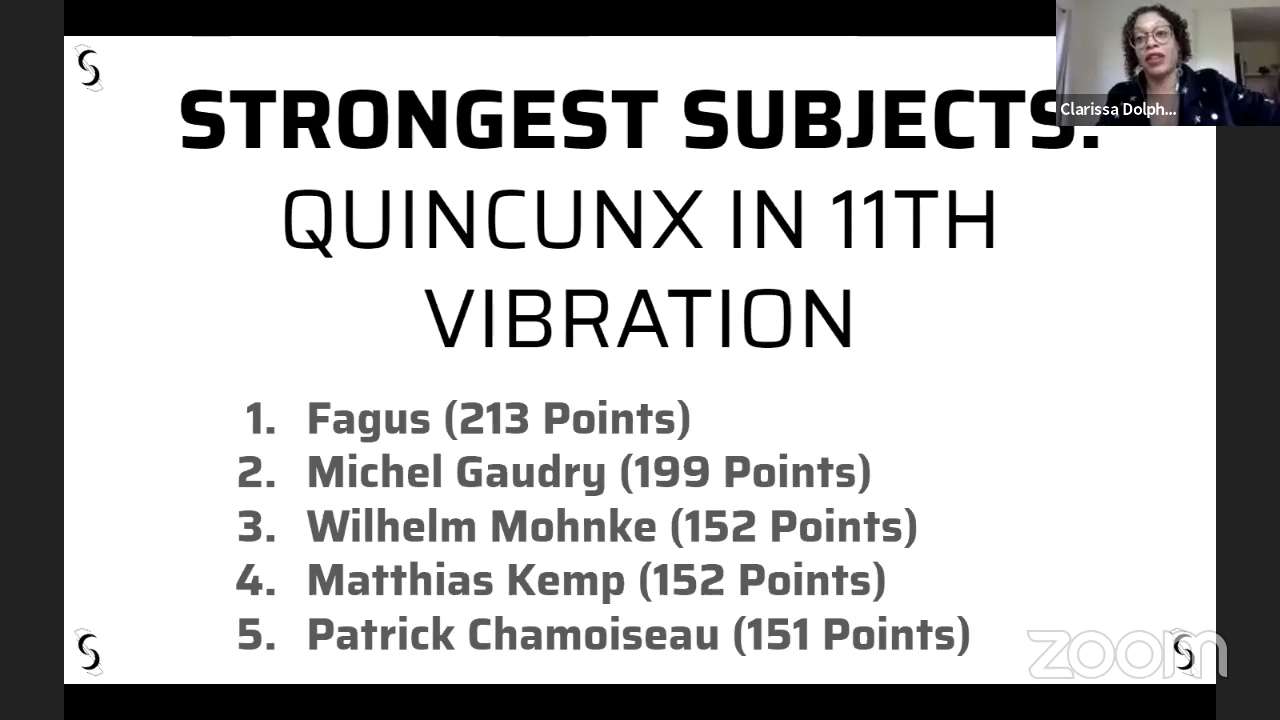 STRONGEST SUBJECTS:
QUINCUNX IN 11TH
VIBRATION
1. Fagus (213 Points)
2. Michel Gaudry (199 Points)
3. Wilhelm Mohnke (152 Points)
4. Matthias Kemp (152 Points)
5. Patrick Chamoiseau (151 Points)
Clarissa Dolph...
zoom